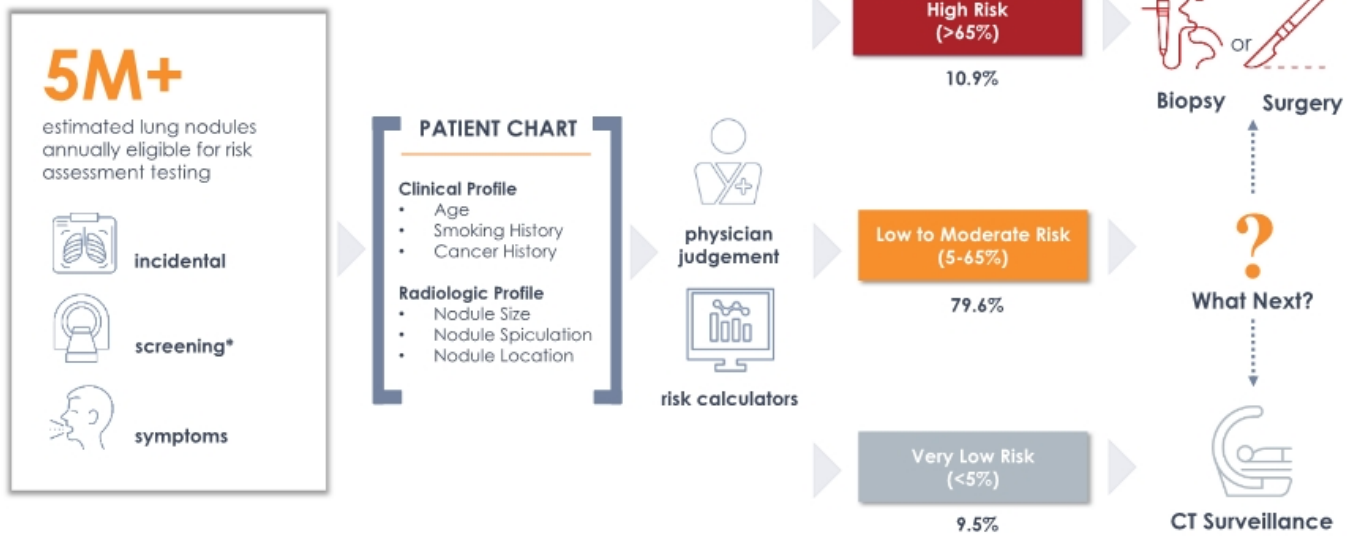 5M+
estimated lung nodules
annually eligible for risk
assessment testing
incidental
screening*
symptoms
PATIENT CHART
Clinical Profile
• Age
• Smoking History
• Cancer History
Radiologic Profile
• Nodule Size
• Nodule Spiculation
• Nodule Location
physician
judgement
risk calculators
High Risk
(>65%)
10.9%
or
Biopsy
Surgery
Low to Moderate Risk
(5-65%)
79.6%
?
What Next?
Very Low Risk
(<5%)
9.5%
CT Surveillance